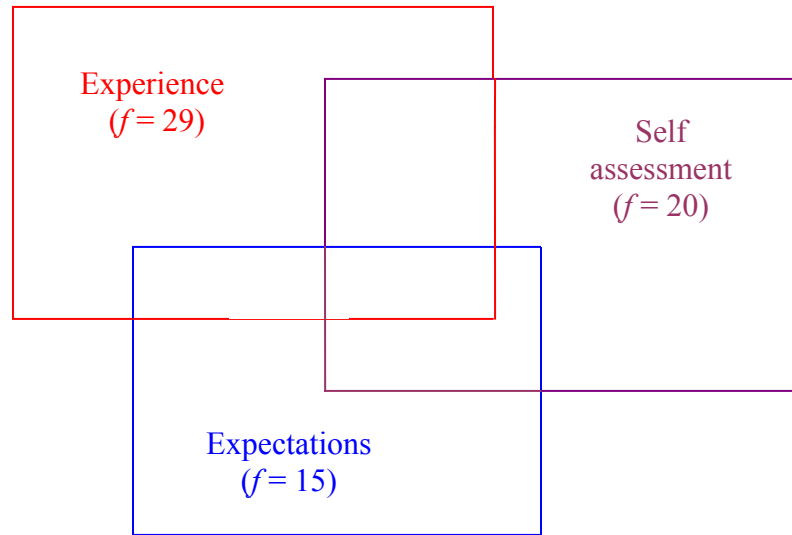 Experience
(f = 29)
Self
assessment
(f = 20)
Expectations
(f = 15)